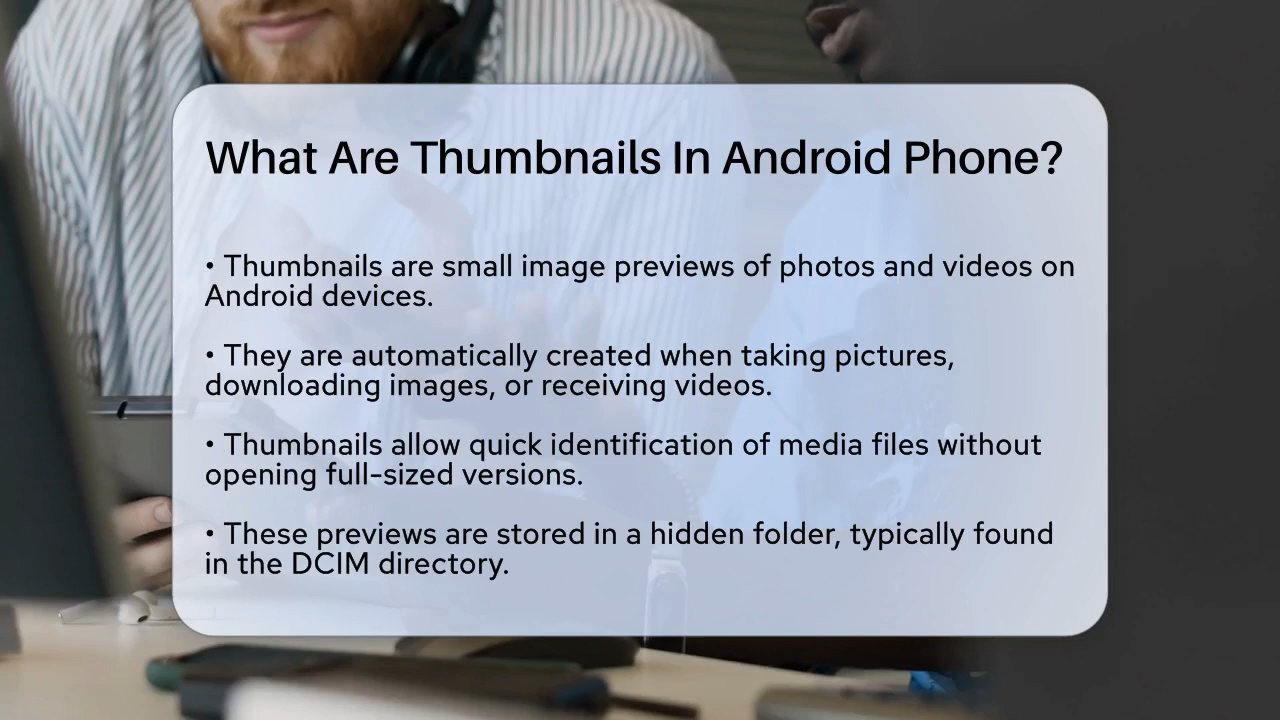 What Are Thumbnails In Android Phone?
• Thumbnails are small image previews of photos and videos on
Android devices.
• They are automatically created when taking pictures,
downloading images, or receiving videos.
• Thumbnails allow quick identification of media files without
opening full-sized versions.
• These previews are stored in a hidden folder, typically found
in the DCIM directory.